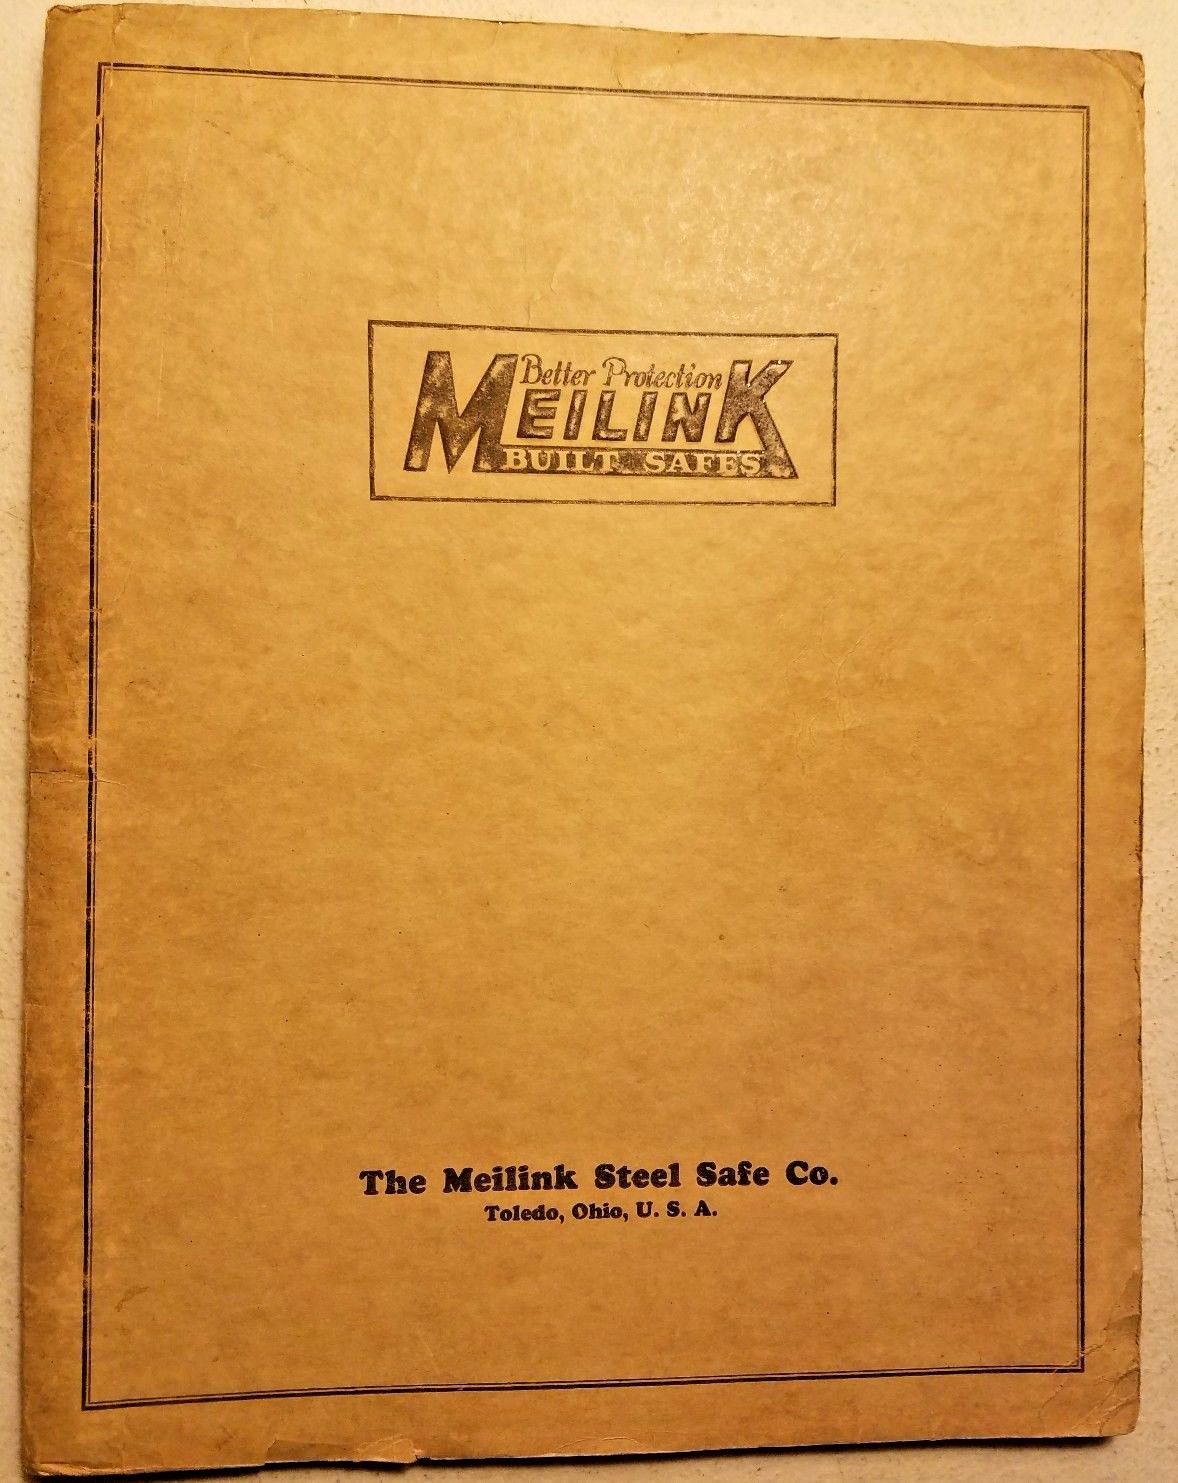 Better Protection
MEILINK
BUILT SAFES
The Meilink Steel Safe Co.
Toledo, Ohio, U. S. A.